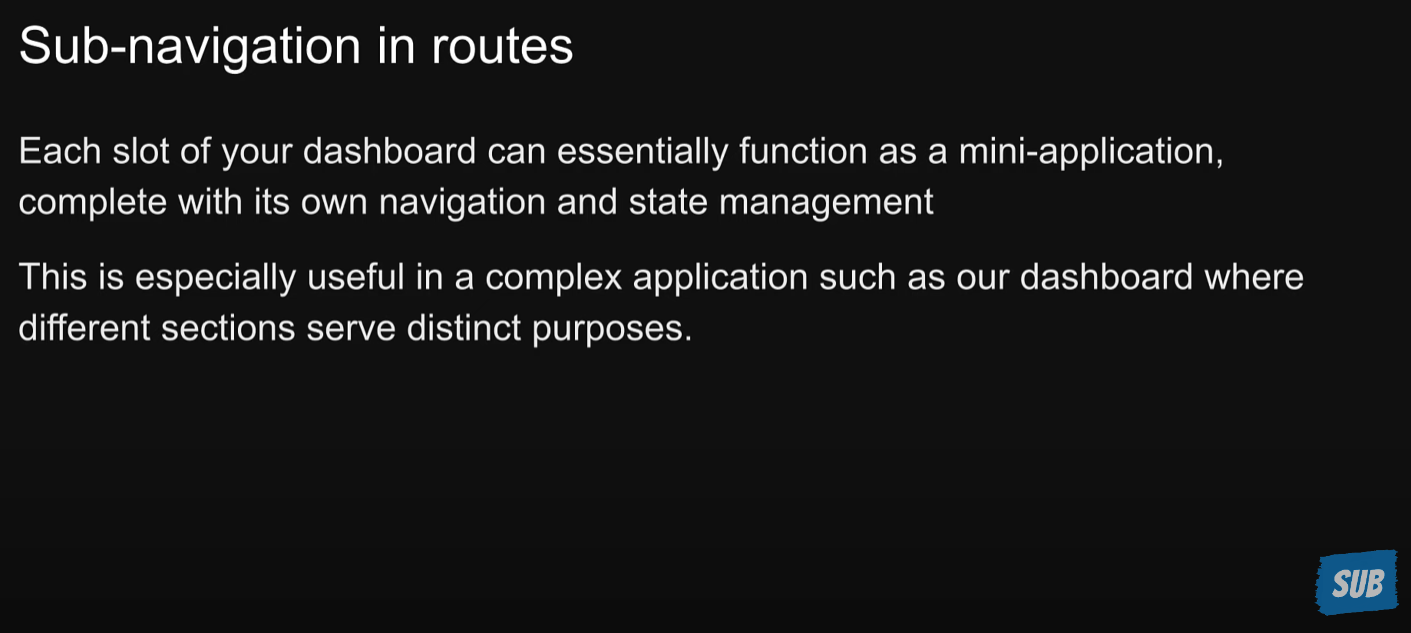 Sub-navigation in routes
Each slot of your dashboard can essentially function as a mini-application,
complete with its own navigation and state management
This is especially useful in a complex application such as our dashboard where
different sections serve distinct purposes.
SUB